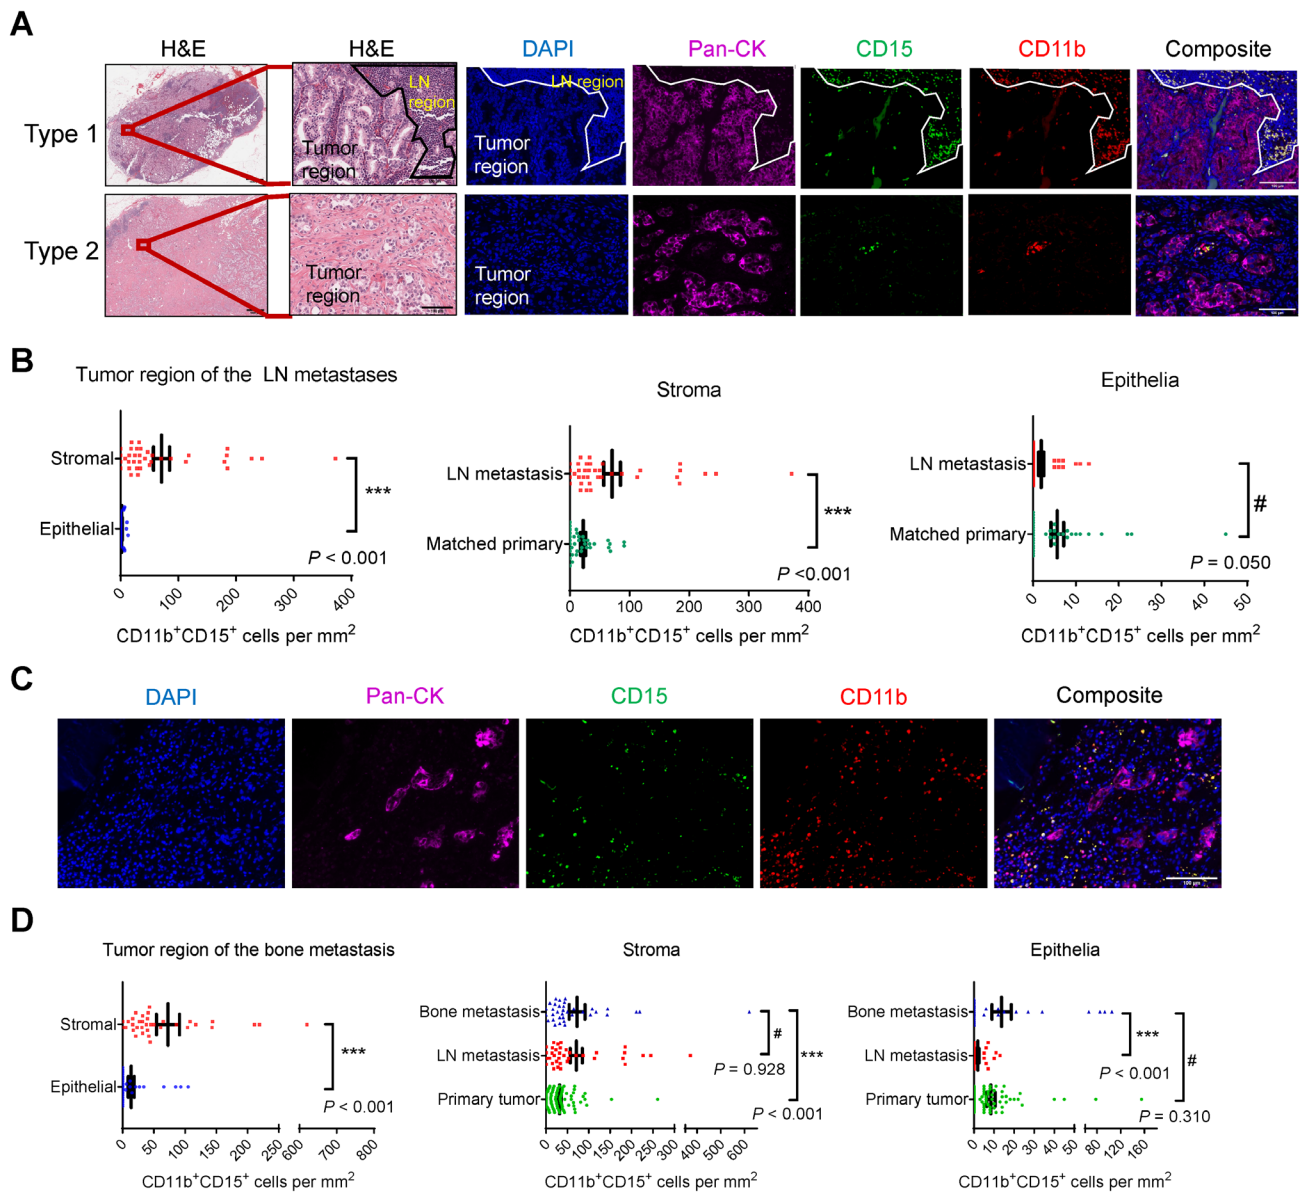 A
H&E H&E DAPI Pan-CK CD15 CD11b Composite
Type 1
LN
region
Tumor
region
LN region
Tumor
region
Type 2
Tumor
region
Tumor
region
B
Tumor region of the LN metastases
Stromal
Epithelial
***
P < 0.001
0 100 200 300 400
CD11b+CD15+ cells per mm2
Stroma
LN metastasis
Matched primary
***
P <0.001
0 100 200 300 400
CD11b+CD15+ cells per mm2
Epithelia
LN metastasis
Matched primary
#
P = 0.050
0 10 20 30 40 50
CD11b+CD15+ cells per mm2
C
DAPI Pan-CK CD15 CD11b Composite
100 μm
D
Tumor region of the bone metastasis
Stromal
Epithelial
***
P < 0.001
0 50 100 150 200 250 600 700 800
CD11b+CD15+ cells per mm2
Stroma
Bone metastasis
LN metastasis
Primary tumor
#
P = 0.928
***
P < 0.001
0 50 100 150 200 250 300 400 500 600
CD11b+CD15+ cells per mm2
Epithelia
Bone metastasis
LN metastasis
Primary tumor
***
P < 0.001
#
P = 0.310
0 10 20 30 40 50 80 120 160
CD11b+CD15+ cells per mm2